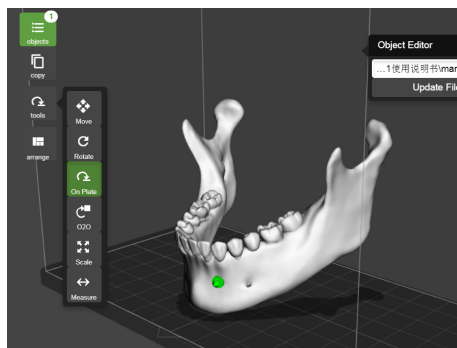 1
objects
copy
tools
arrange
Move
Rotate
On Plate
O2O
Scale
Measure
Object Editor
...1使用说明书\mar
Update File